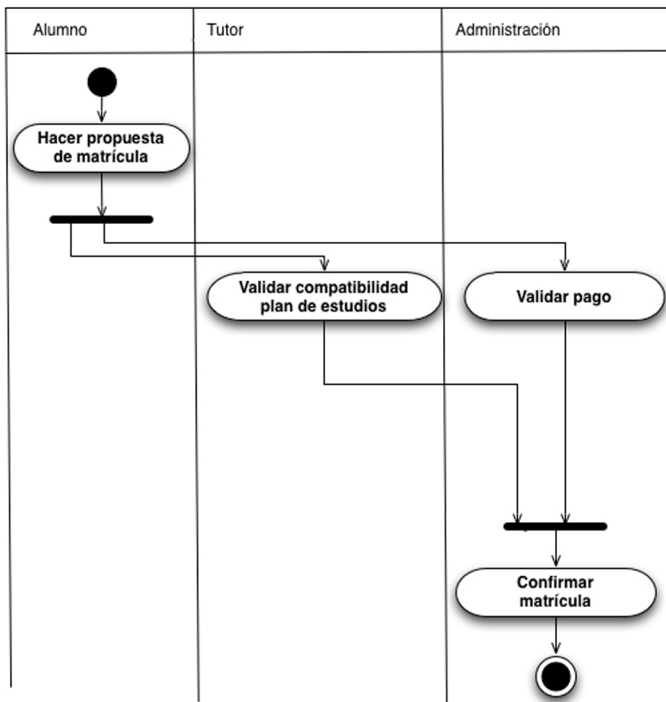 Alumno
Tutor
Administración
Hacer propuesta
de matrícula
Validar compatibilidad
plan de estudios
Validar pago
Confirmar
matrícula